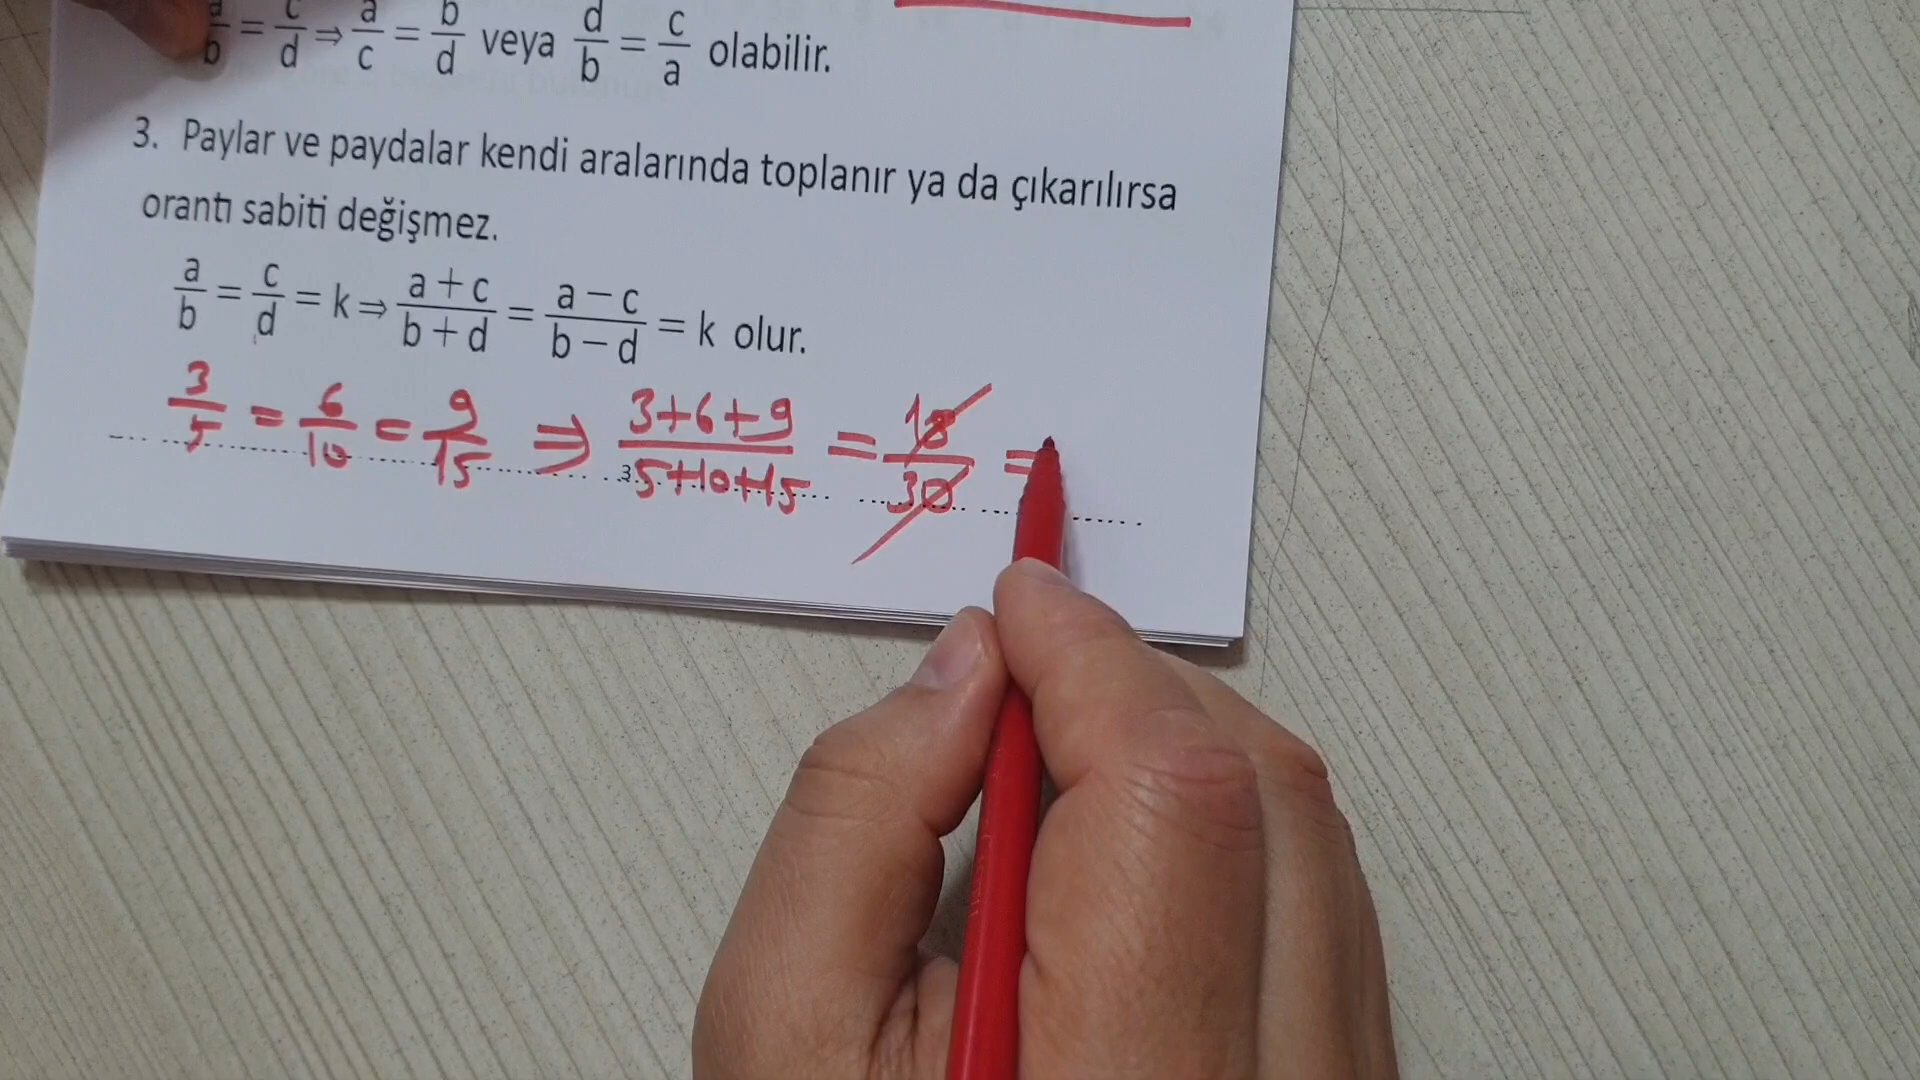 a/b = c/d ⇒ a/c = b/d veya d/b = c/a olabilir.
3. Paylar ve paydalar kendi aralarında toplanır ya da çıkarılırsa
orantı sabiti değişmez.
a/b = c/d = k ⇒ (a+c)/(b+d) = (a−c)/(b−d) = k olur.
3/5 = 6/10 = 9/15 ⇒ (3+6+9)/(5+10+15) = 18/30 =
3